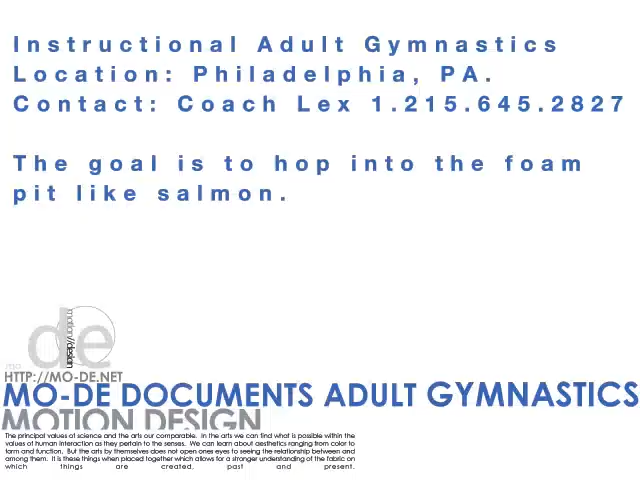 Instructional Adult Gymnastics
Location: Philadelphia, PA.
Contact: Coach Lex 1.215.645.2827
The goal is to hop into the foam
pit like salmon.
de
motion//design
mo
HTTP://MO-DE.NET
MO-DE DOCUMENTS ADULT GYMNASTICS
MOTION DESIGN
The principal values of science and the arts our comparable. In the arts we can find what is possible within the
values of human interaction as they pertain to the senses. We can learn about aesthetics ranging from color to
form and function. But the arts by themselves does not open ones eyes to seeing the relationship between and
among them. It is these things when placed together which allows for a stronger understanding of the fabric on
which things are created, past and present.